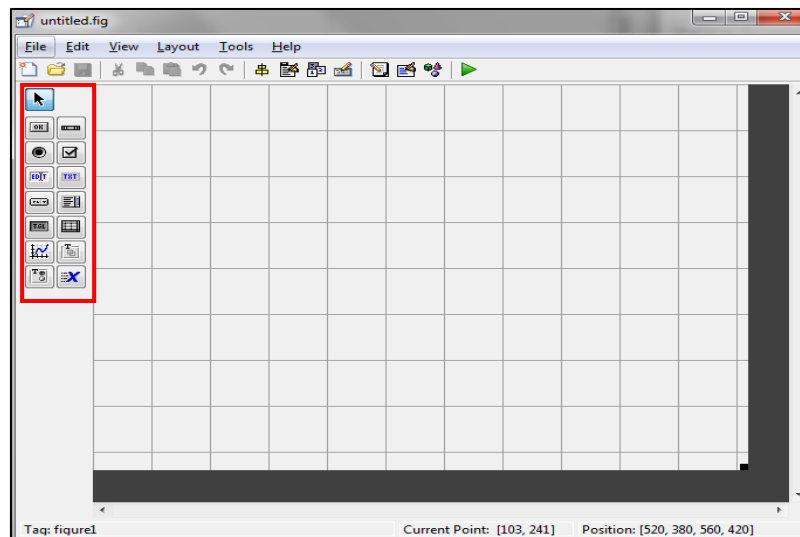 untitled.fig
File Edit View Layout Tools Help
OK
EDIT TXT
TGL
Tag: figure1 Current Point: [103, 241] Position: [520, 380, 560, 420]